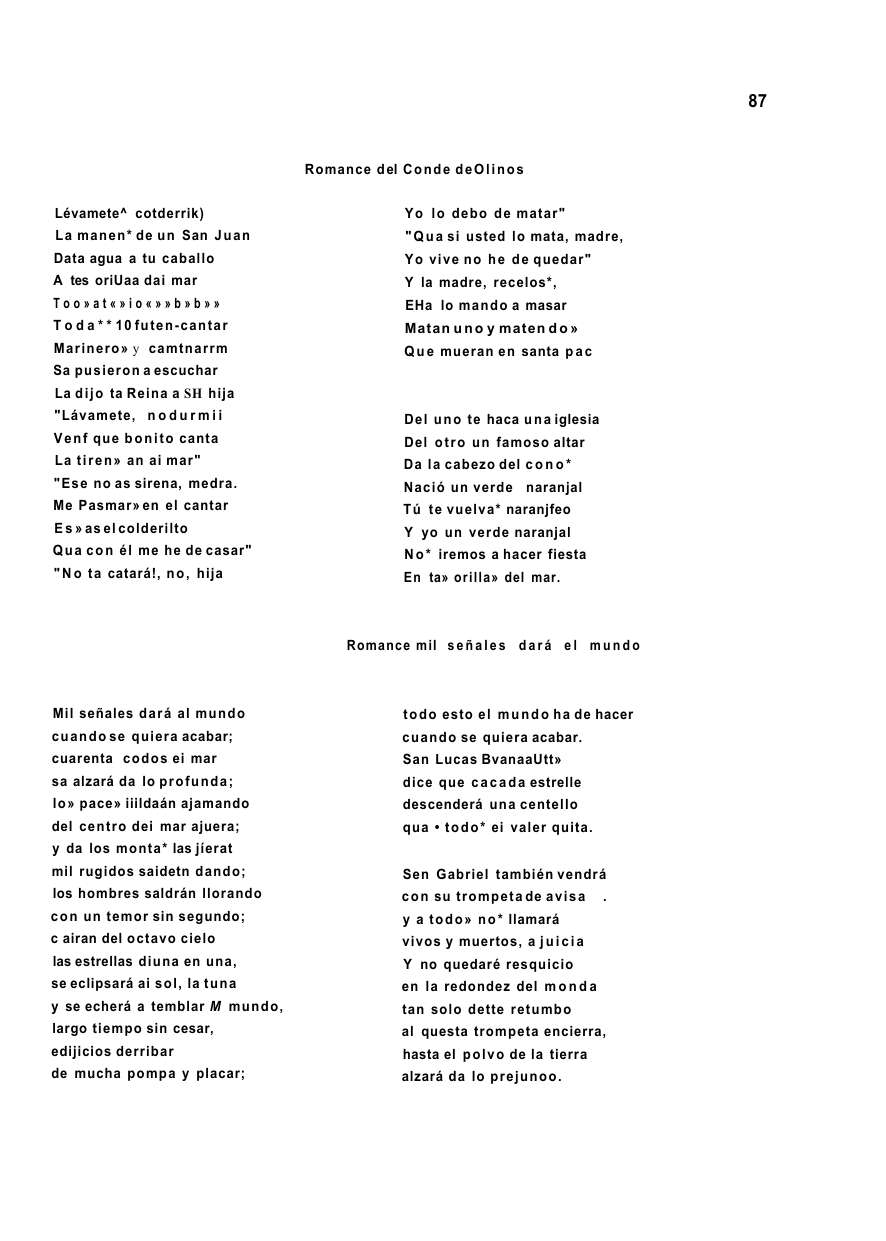 87
Romance del Conde deOlinos
Lévamete^ cotderrik)
La manen* de un San Juan
Data agua a tu caballo
A tes oriUaa dai mar
Too»at«»io«»»b»b»»
Toda**10futen-cantar
Marinero» y camtnarrm
Sa pusieron a escuchar
La dijo ta Reina a SH hija
"Lávamete, nodurmii
Venf que bonito canta
La tiren» an ai mar"
"Ese no as sirena, medra.
Me Pasmar» en el cantar
Es»as el colderilto
Qua con él me he de casar"
"No ta catará!, no, hija
Yo lo debo de matar"
"Qua si usted lo mata, madre,
Yo vive no he de quedar"
Y la madre, recelos*,
EHa lo mando a masar
Matan uno y maten do»
Que mueran en santa pac
Del uno te haca una iglesia
Del otro un famoso altar
Da la cabezo del cono*
Nació un verde naranjal
Tú te vuelva* naranjfeo
Y yo un verde naranjal
No* iremos a hacer fiesta
En ta» orilla» del mar.
Romance mil señales dará el mundo
Mil señales dará al mundo
cuando se quiera acabar;
cuarenta codos ei mar
sa alzará da lo profunda;
lo» pace» iiildaán ajamando
del centro dei mar ajuera;
y da los monta* las jíerat
mil rugidos saidetn dando;
los hombres saldrán llorando
con un temor sin segundo;
c airan del octavo cielo
las estrellas diuna en una,
se eclipsará ai sol, la tuna
y se echerá a temblar M mundo,
largo tiempo sin cesar,
edijicios derribar
de mucha pompa y placar;
todo esto el mundo ha de hacer
cuando se quiera acabar.
San Lucas BvanaaUtt»
dice que cacada estrelle
descenderá una centello
qua • todo* ei valer quita.
Sen Gabriel también vendrá
con su trompeta de avisa .
y a todo» no* llamará
vivos y muertos, a juicia
Y no quedaré resquicio
en la redondez del monda
tan solo dette retumbo
al questa trompeta encierra,
hasta el polvo de la tierra
alzará da lo prejunoo.